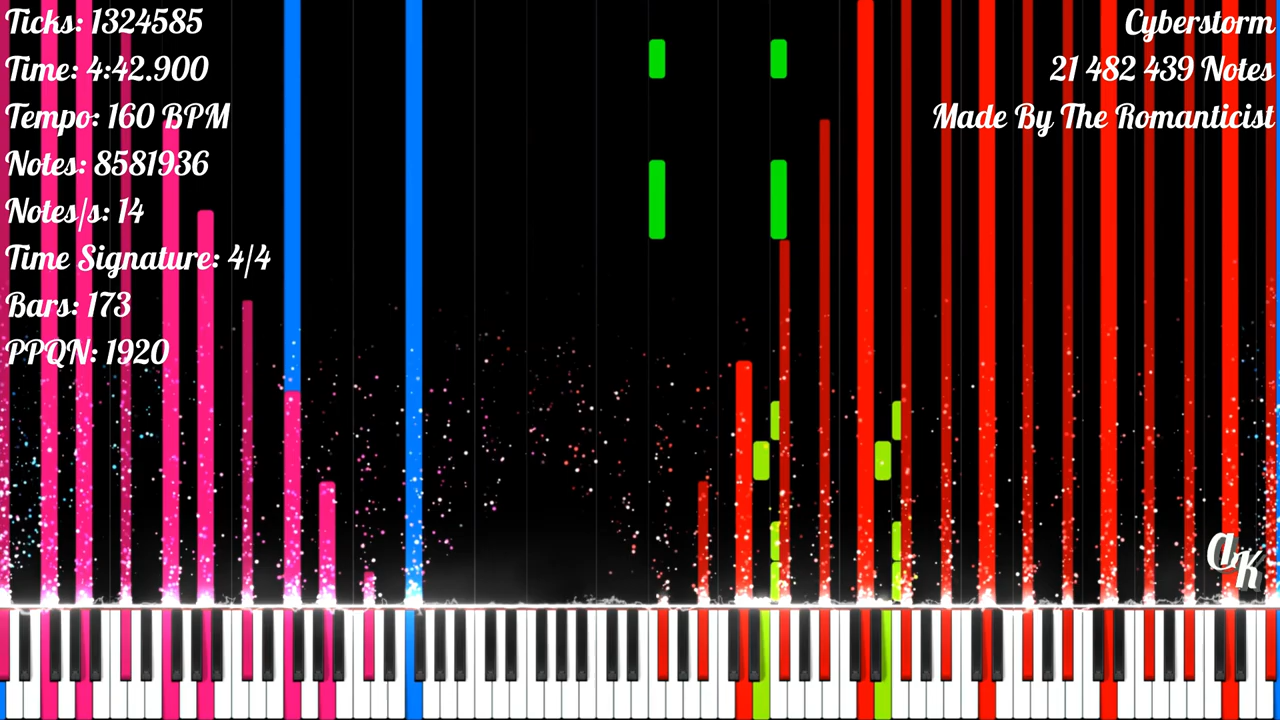 Ticks: 1324585
Time: 4:42.900
Tempo: 160 BPM
Notes: 8581936
Notes/s: 14
Time Signature: 4/4
Bars: 173
PPQN: 1920
Cyberstorm
21 482 439 Notes
Made By The Romanticist
AK